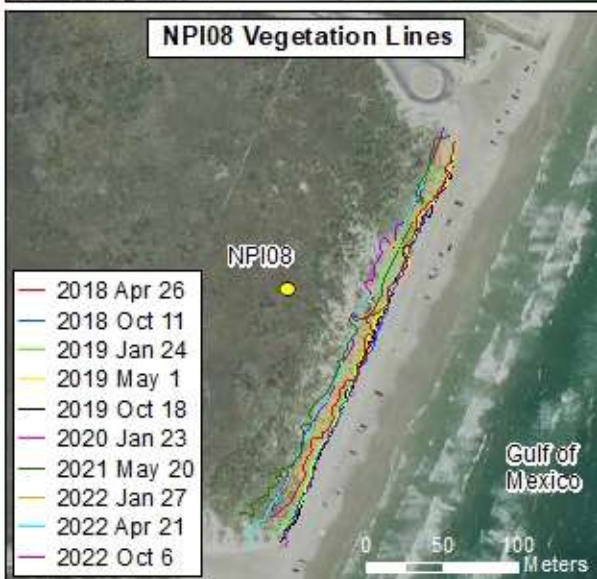 NPI08 Vegetation Lines
NPI08
2018 Apr 26
2018 Oct 11
2019 Jan 24
2019 May 1
2019 Oct 18
2020 Jan 23
2021 May 20
2022 Jan 27
2022 Apr 21
2022 Oct 6
Gulf of
Mexico
0 50 100
Meters